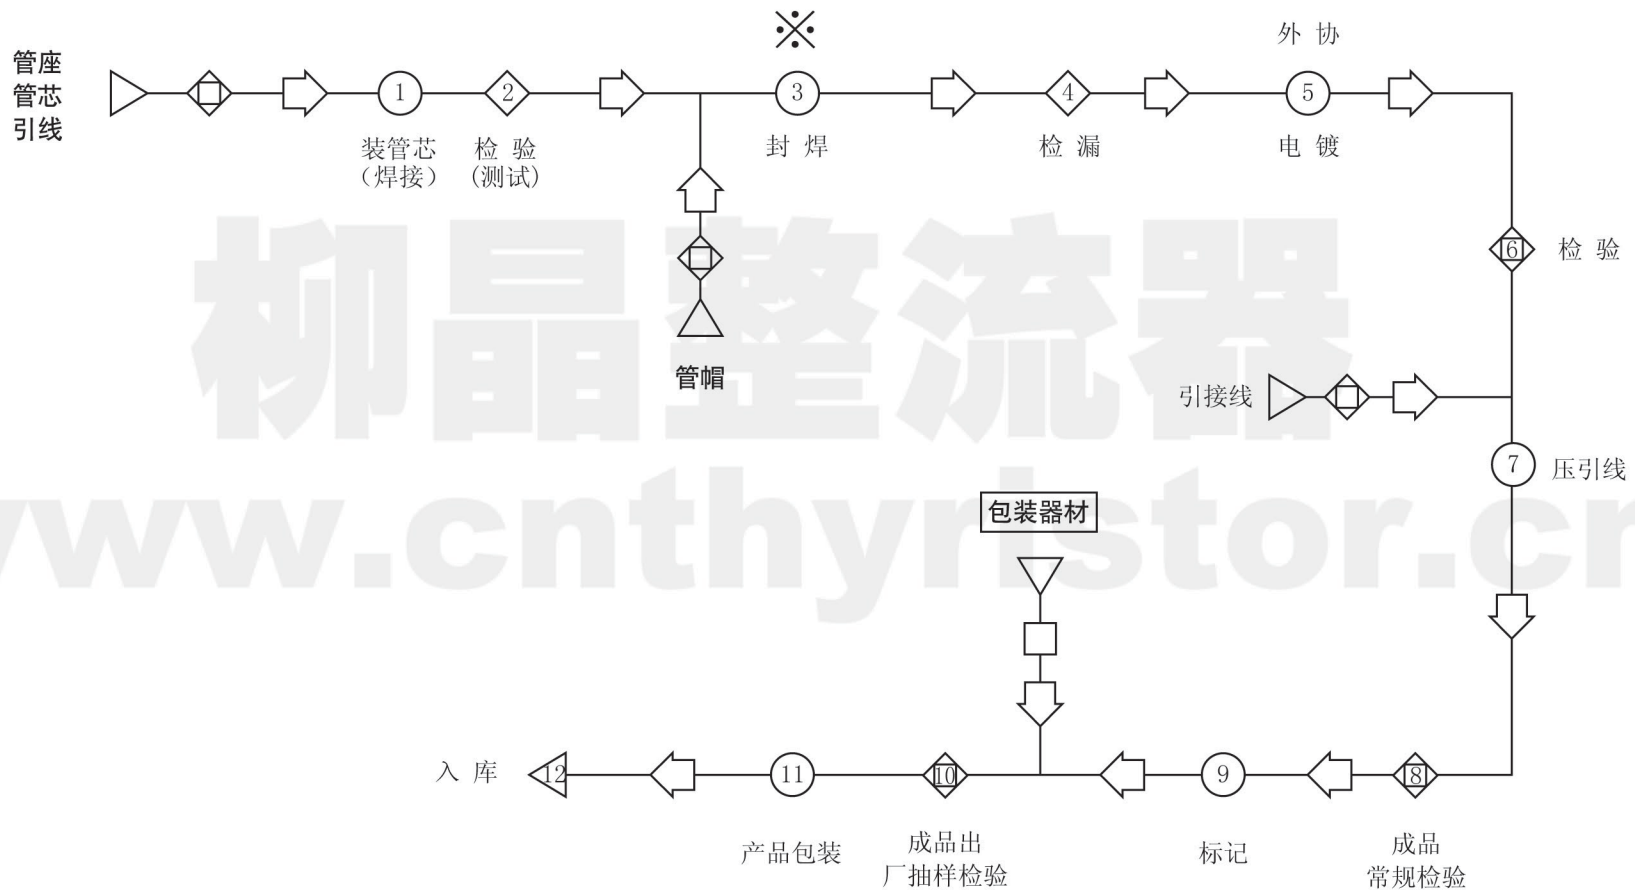 ※
外 协
管座
管芯
引线
1
2
3
4
5
装管芯
（焊接）
检 验
(测试)
封 焊
检 漏
电 镀
柳晶整流器
6
检 验
管帽
引接线
7
压引线
www.cnthyristor.cn
包装器材
入 库
12
11
10
9
8
产品包装
成品出
厂抽样检验
标记
成品
常规检验